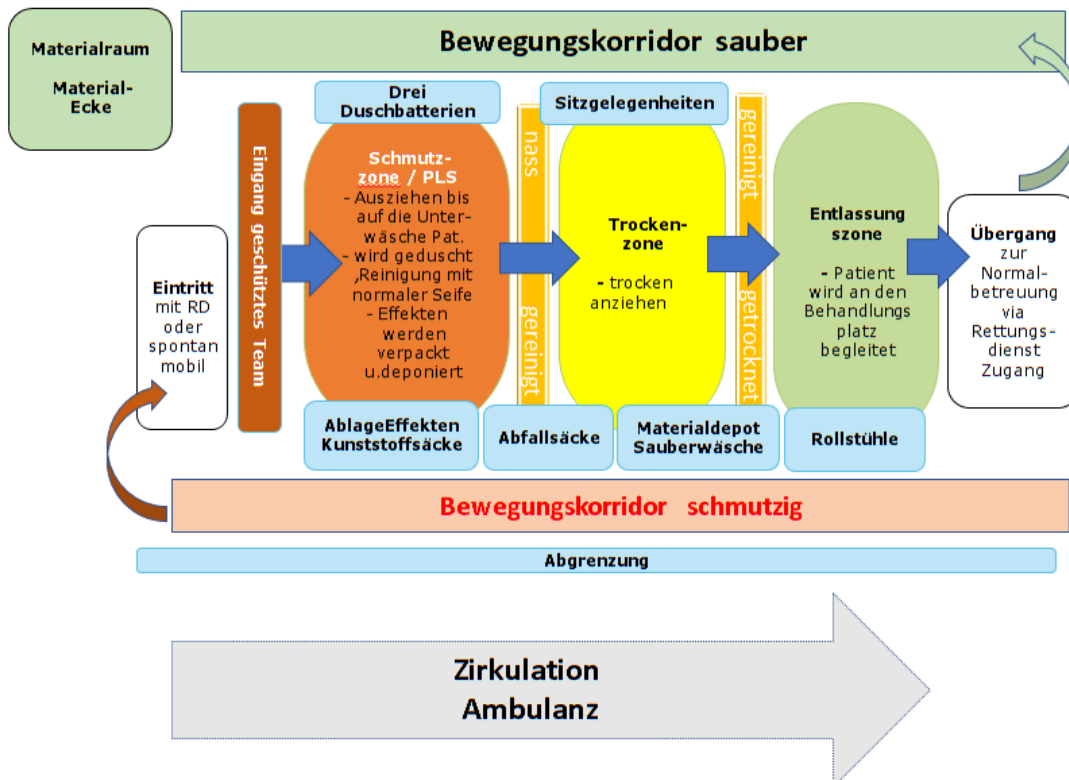 Materialraum
Material-
Ecke
Bewegungskorridor sauber
Eingang geschütztes Team
Drei
Duschbatterien
Schmutz-
zone / PLS
- Ausziehen bis
auf die Unter-
wäsche Pat.
- wird geduscht
,Reinigung mit
normaler Seife
- Effekten
werden
verpackt
u.deponiert
nass
gereinigt
Sitzgelegenheiten
Trocken-
zone
- trocken
anziehen
gereinigt
getrocknet
Entlassung
szone
- Patient
wird an den
Behandlungs
platz
begleitet
Übergang
zur
Normal-
betreuung
via
Rettungs-
dienst
Zugang
Eintritt
mit RD
oder
spontan
mobil
AblageEffekten
Kunststoffsäcke
Abfallsäcke
Materialdepot
Sauberwäsche
Rollstühle
Bewegungskorridor schmutzig
Abgrenzung
Zirkulation
Ambulanz